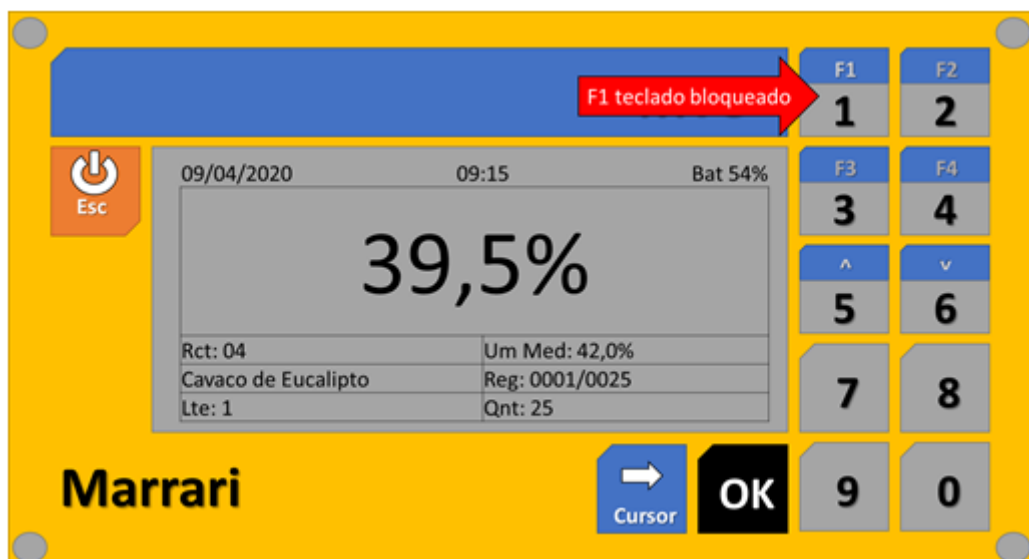 F1 F2
F1 teclado bloqueado
1 2
09/04/2020 09:15 Bat 54%
F3 F4
Esc
3 4
39,5%
^ v
5 6
Rct: 04 Um Med: 42,0%
Cavaco de Eucalipto Reg: 0001/0025
Lte: 1 Qnt: 25
7 8
Marrari
Cursor
OK
9 0